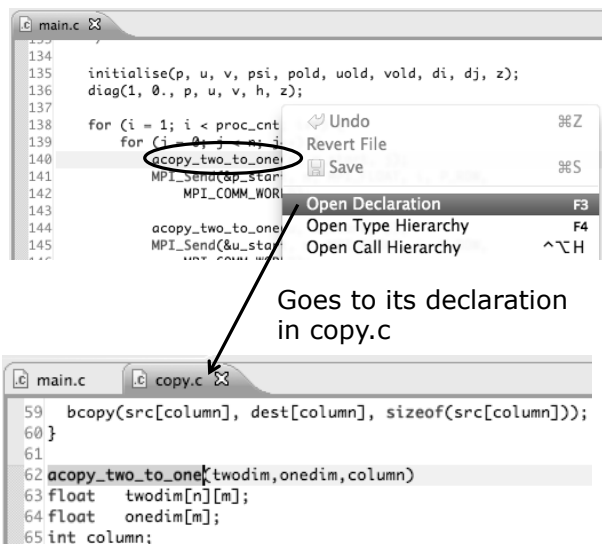 main.c
134
135 initialise(p, u, v, psi, pold, uold, vold, di, dj, z);
136 diag(1, 0., p, u, v, h, z);
137
138 for (i = 1; i < proc_cnt
139 for (j = 0; j < n; j
140 acopy_two_to_one
141 MPI_Send(&p_star
142 MPI_COMM_WOR
143
144 acopy_two_to_one
145 MPI_Send(&u_star
Undo ⌘Z
Revert File
Save ⌘S
Open Declaration F3
Open Type Hierarchy F4
Open Call Hierarchy ^⌥H
Goes to its declaration
in copy.c
main.c copy.c
59 bcopy(src[column], dest[column], sizeof(src[column]));
60 }
61
62 acopy_two_to_one(twodim,onedim,column)
63 float twodim[n][m];
64 float onedim[m];
65 int column;